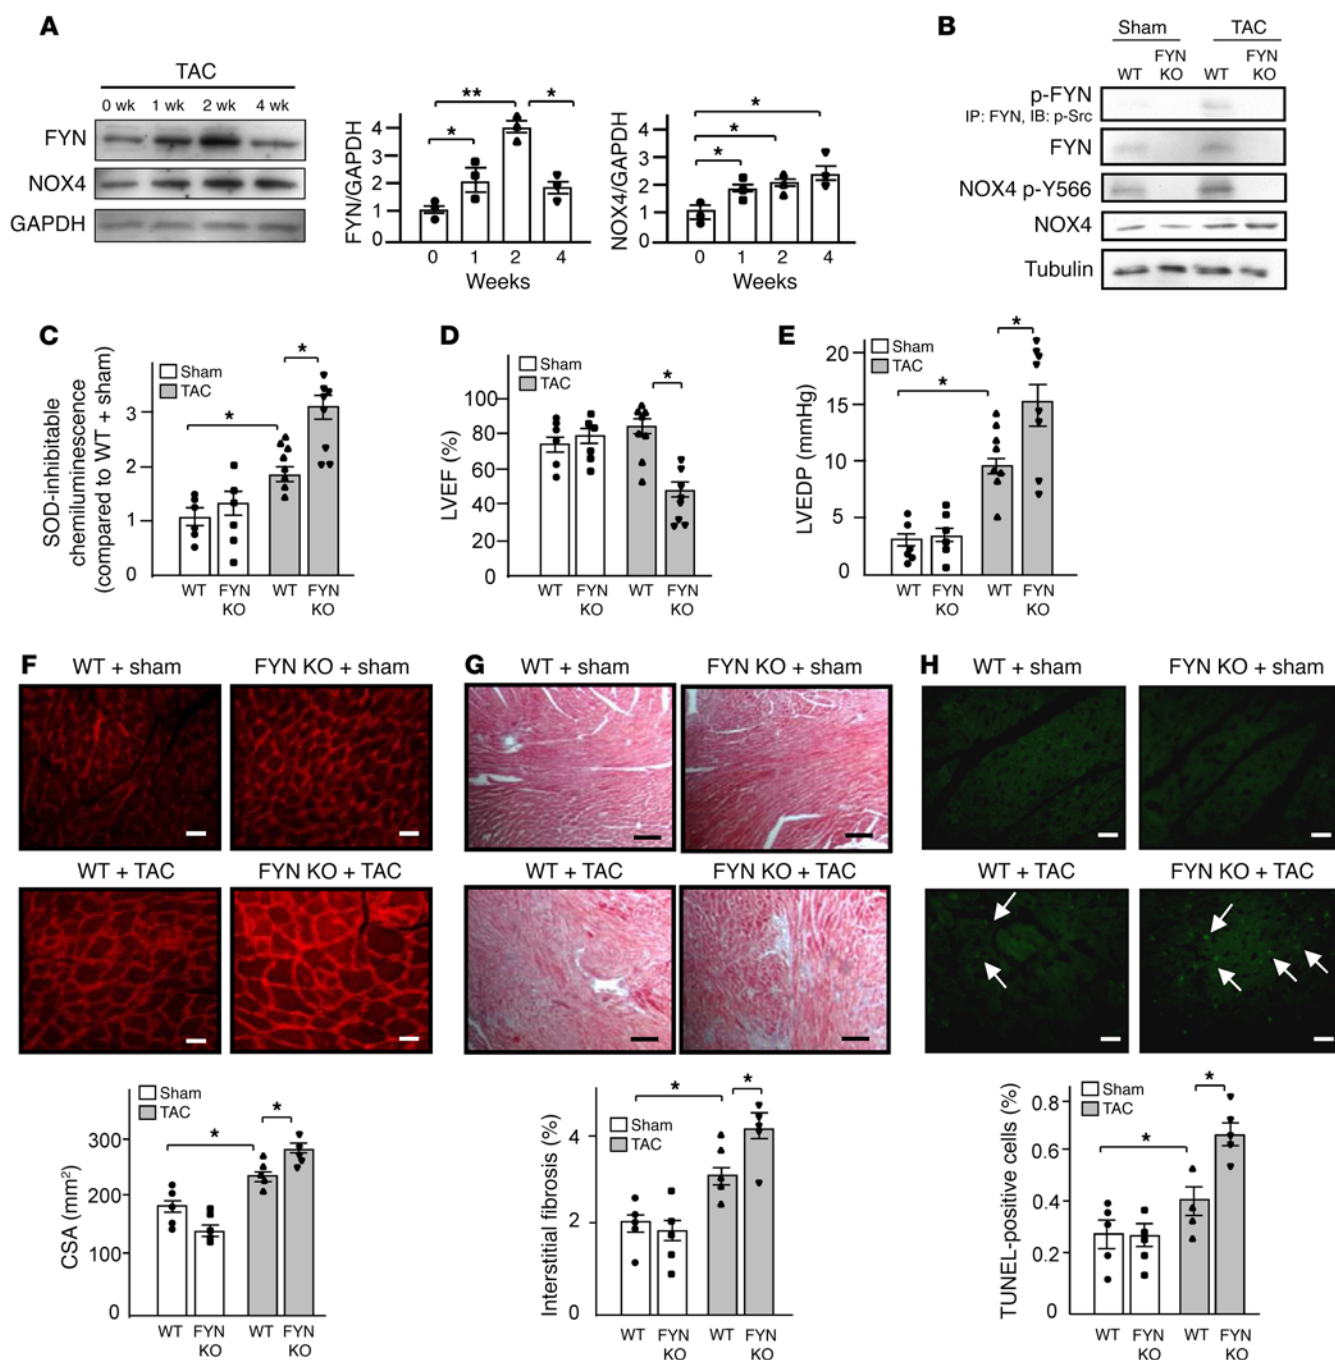 A
TAC
0 wk 1 wk 2 wk 4 wk
FYN
NOX4
GAPDH
FYN/GAPDH
4
3
2
1
0
** *
*
0 1 2 4
Weeks
NOX4/GAPDH
4
3
2
1
0
*
*
*
0 1 2 4
Weeks
B
Sham TAC
WT FYN KO WT FYN KO
p-FYN
IP: FYN, IB: p-Src
FYN
NOX4 p-Y566
NOX4
Tubulin
C
SOD-inhibitable
chemiluminescence
(compared to WT + sham)
Sham
TAC
3
2
1
0
*
*
WT FYN KO WT FYN KO
D
LVEF (%)
Sham
TAC
100
80
60
40
20
0
*
WT FYN KO WT FYN KO
E
LVEDP (mmHg)
Sham
TAC
20
15
10
5
0
*
*
WT FYN KO WT FYN KO
F
WT + sham FYN KO + sham
WT + TAC FYN KO + TAC
CSA (mm²)
Sham
TAC
300
200
100
0
*
*
WT FYN KO WT FYN KO
G
WT + sham FYN KO + sham
WT + TAC FYN KO + TAC
Interstitial fibrosis (%)
Sham
TAC
4
2
0
*
*
WT FYN KO WT FYN KO
H
WT + sham FYN KO + sham
WT + TAC FYN KO + TAC
TUNEL-positive cells (%)
Sham
TAC
0.8
0.6
0.4
0.2
0
*
*
WT FYN KO WT FYN KO